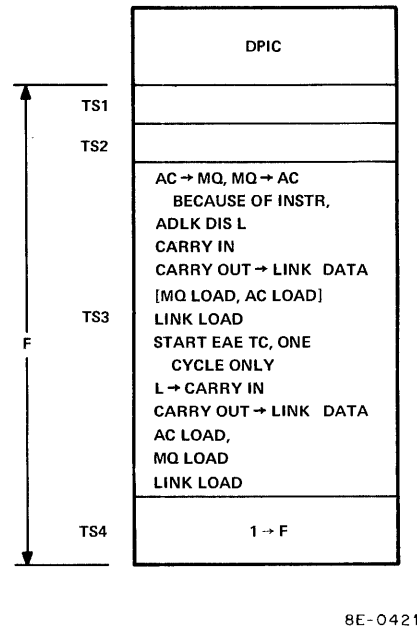 DPIC
TS1
TS2
AC → MQ, MQ → AC
BECAUSE OF INSTR,
ADLK DIS L
CARRY IN
CARRY OUT → LINK DATA
[MQ LOAD, AC LOAD]
TS3
LINK LOAD
F
START EAE TC, ONE
CYCLE ONLY
L → CARRY IN
CARRY OUT → LINK DATA
AC LOAD,
MQ LOAD
LINK LOAD
TS4
1 → F
8E-0421